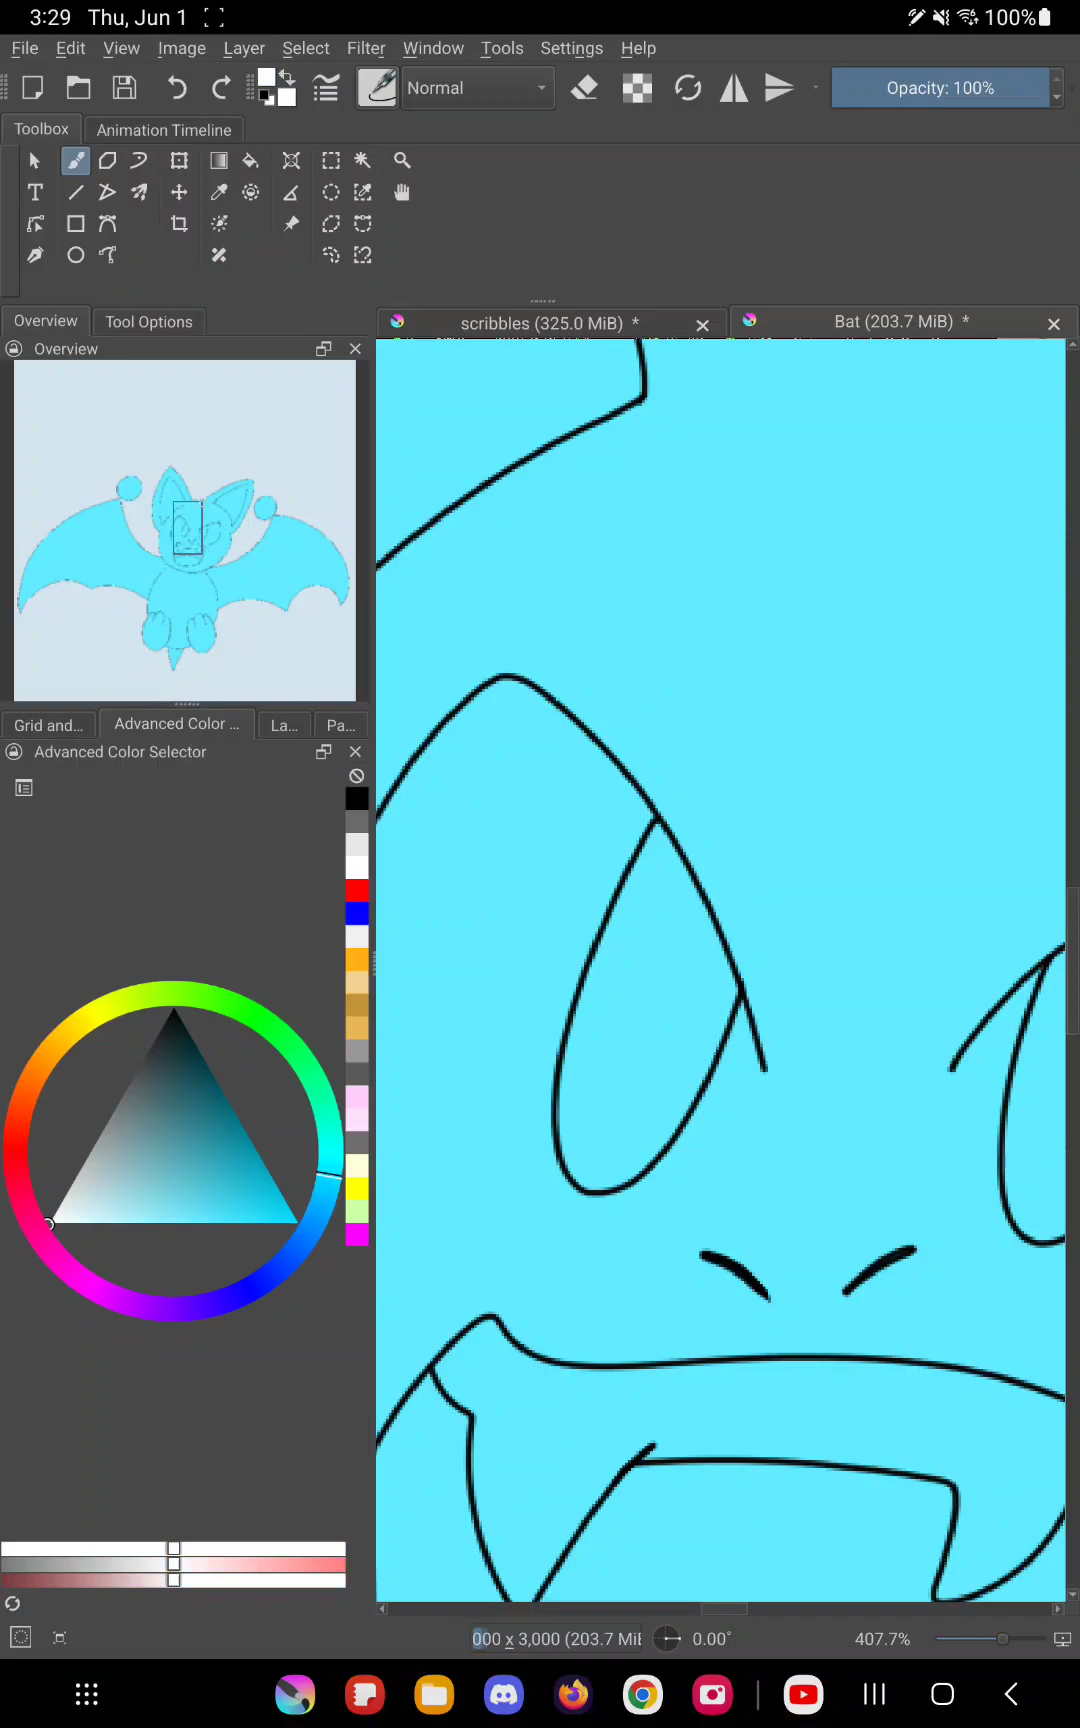 3:29 Thu, Jun 1 100%
File Edit View Image Layer Select Filter Window Tools Settings Help
Normal Opacity: 100%
Toolbox Animation Timeline
Overview Tool Options
scribbles (325.0 MiB) * Bat (203.7 MiB) *
Overview
Grid and... Advanced Color ... La... Pa...
Advanced Color Selector
000 x 3,000 (203.7 Mi 0.00° 407.7%